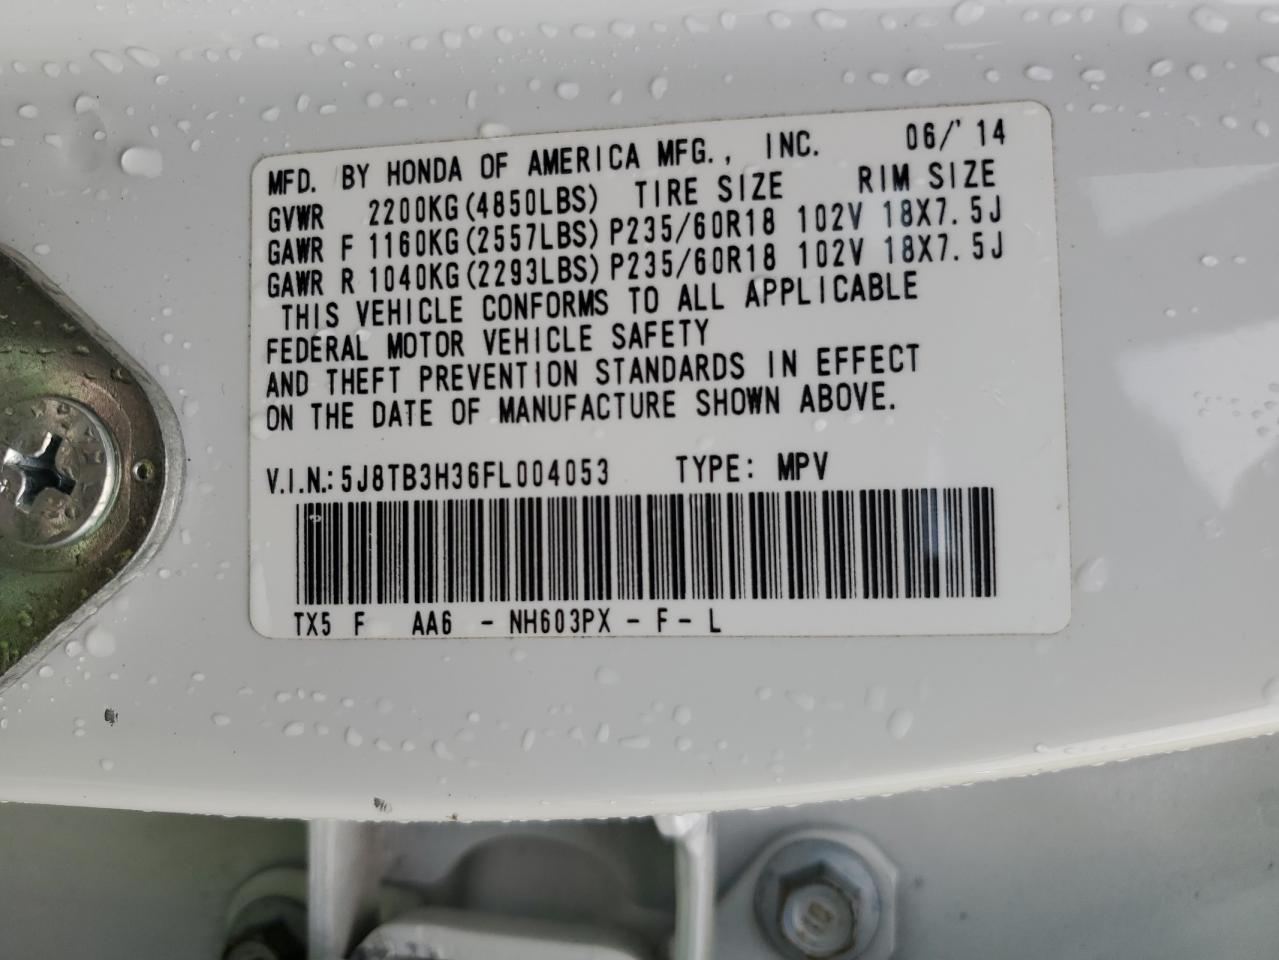 MFD. BY HONDA OF AMERICA MFG., INC. 06/'14
GVWR 2200KG(4850LBS) TIRE SIZE RIM SIZE
GAWR F 1160KG(2557LBS) P235/60R18 102V 18X7.5J
GAWR R 1040KG(2293LBS) P235/60R18 102V 18X7.5J
THIS VEHICLE CONFORMS TO ALL APPLICABLE
FEDERAL MOTOR VEHICLE SAFETY
AND THEFT PREVENTION STANDARDS IN EFFECT
ON THE DATE OF MANUFACTURE SHOWN ABOVE.
V.I.N.: 5J8TB3H36FL004053 TYPE: MPV
TX5 F AA6 - NH603PX - F - L